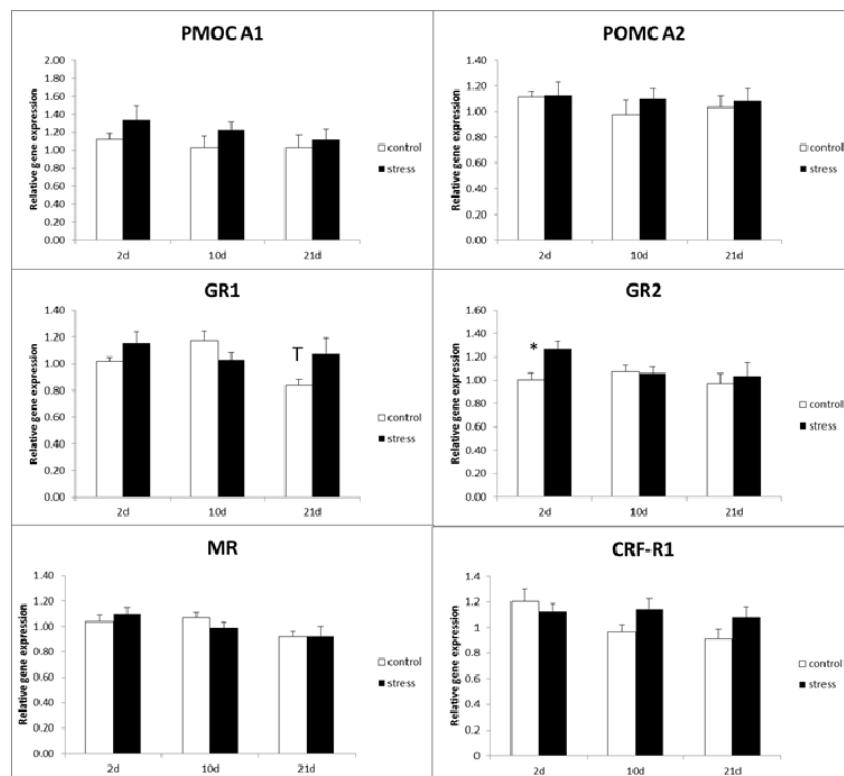 PMOC A1
2.00
1.80
1.60
1.40
1.20
1.00
0.80
0.60
0.40
0.20
0.00
Relative gene expression
2d 10d 21d
control
stress
POMC A2
1.40
1.20
1.00
0.80
0.60
0.40
0.20
0.00
Relative gene expression
2d 10d 21d
control
stress
GR1
1.40
1.20
1.00
0.80
0.60
0.40
0.20
0.00
Relative gene expression
T
2d 10d 21d
control
stress
GR2
1.60
1.40
1.20
1.00
0.80
0.60
0.40
0.20
0.00
Relative gene expression
*
2d 10d 21d
control
stress
MR
1.40
1.20
1.00
0.80
0.60
0.40
0.20
0.00
Relative gene expression
2d 10d 21d
control
stress
CRF-R1
1.4
1.2
1
0.8
0.6
0.4
0.2
0
Relative gene expression
2d 10d 21d
control
stress